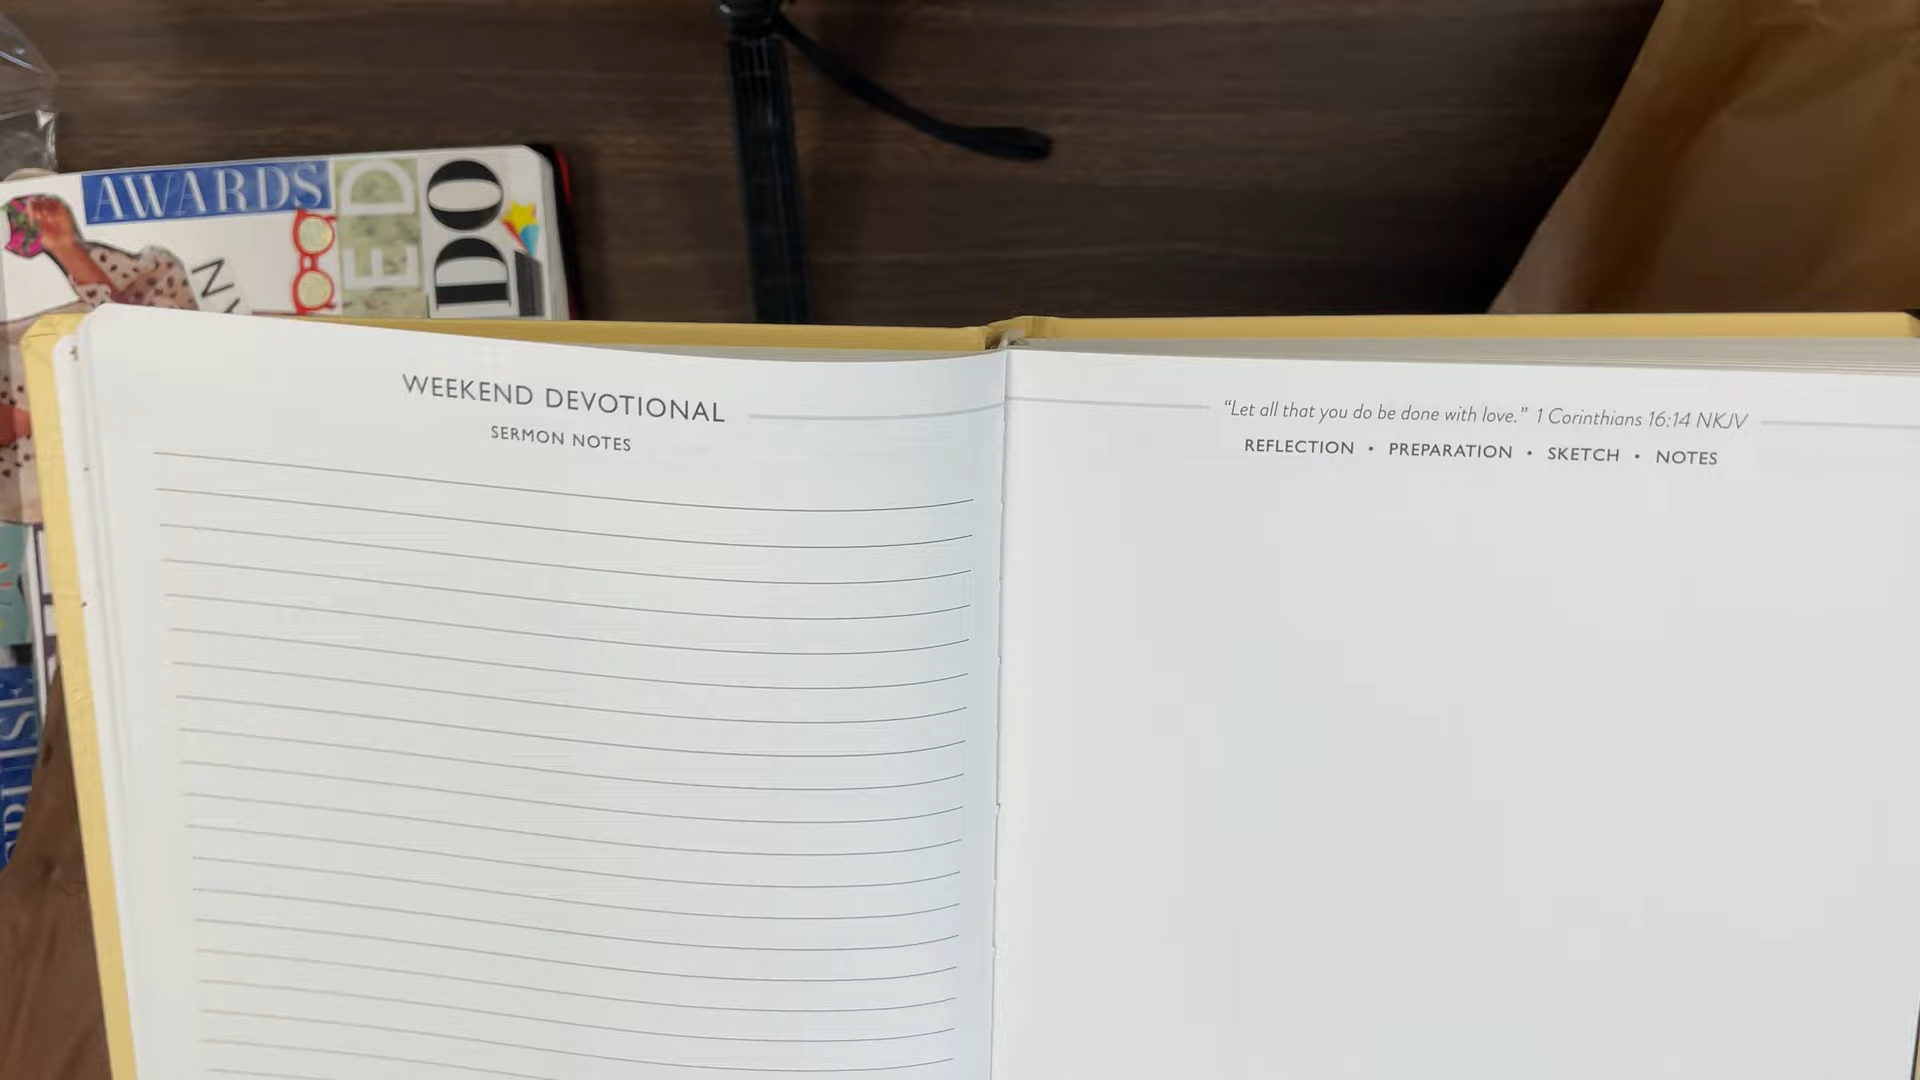 AWARDS
ED
DO
WEEKEND DEVOTIONAL
SERMON NOTES
“Let all that you do be done with love.” 1 Corinthians 16:14 NKJV
REFLECTION • PREPARATION • SKETCH • NOTES